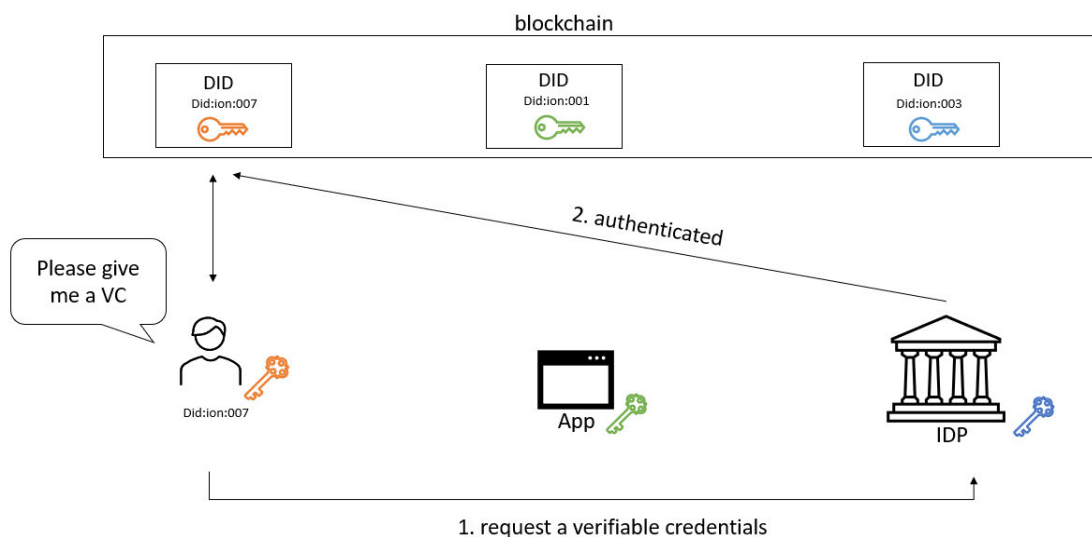 blockchain
DID
Did:ion:007
DID
Did:ion:001
DID
Did:ion:003
2. authenticated
Please give
me a VC
Did:ion:007
App
IDP
1. request a verifiable credentials